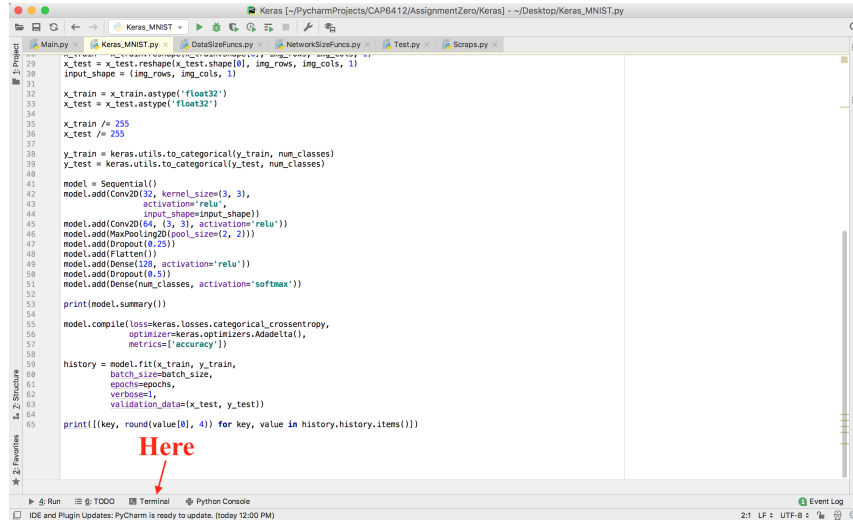 Keras [~/PycharmProjects/CAP6412/AssignmentZero/Keras] - ~/Desktop/Keras_MNIST.py
Keras_MNIST
Main.py Keras_MNIST.py DataSizeFuncs.py NetworkSizeFuncs.py Test.py Scraps.py
1: Project
29 x_test = x_test.reshape(x_test.shape[0], img_rows, img_cols, 1)
30 input_shape = (img_rows, img_cols, 1)
31
32 x_train = x_train.astype('float32')
33 x_test = x_test.astype('float32')
34
35 x_train /= 255
36 x_test /= 255
37
38 y_train = keras.utils.to_categorical(y_train, num_classes)
39 y_test = keras.utils.to_categorical(y_test, num_classes)
40
41 model = Sequential()
42 model.add(Conv2D(32, kernel_size=(3, 3),
43 activation='relu',
44 input_shape=input_shape))
45 model.add(Conv2D(64, (3, 3), activation='relu'))
46 model.add(MaxPooling2D(pool_size=(2, 2)))
47 model.add(Dropout(0.25))
48 model.add(Flatten())
49 model.add(Dense(128, activation='relu'))
50 model.add(Dropout(0.5))
51 model.add(Dense(num_classes, activation='softmax'))
52
53 print(model.summary())
54
55 model.compile(loss=keras.losses.categorical_crossentropy,
56 optimizer=keras.optimizers.Adadelta(),
57 metrics=['accuracy'])
58
59 history = model.fit(x_train, y_train,
60 batch_size=batch_size,
61 epochs=epochs,
62 verbose=1,
63 validation_data=(x_test, y_test))
64
65 print([(key, round(value[0], 4)) for key, value in history.history.items()])
7: Structure
2: Favorites
Here
4: Run 6: TODO Terminal Python Console 1 Event Log
IDE and Plugin Updates: PyCharm is ready to update. (today 12:00 PM) 2:1 LF UTF-8